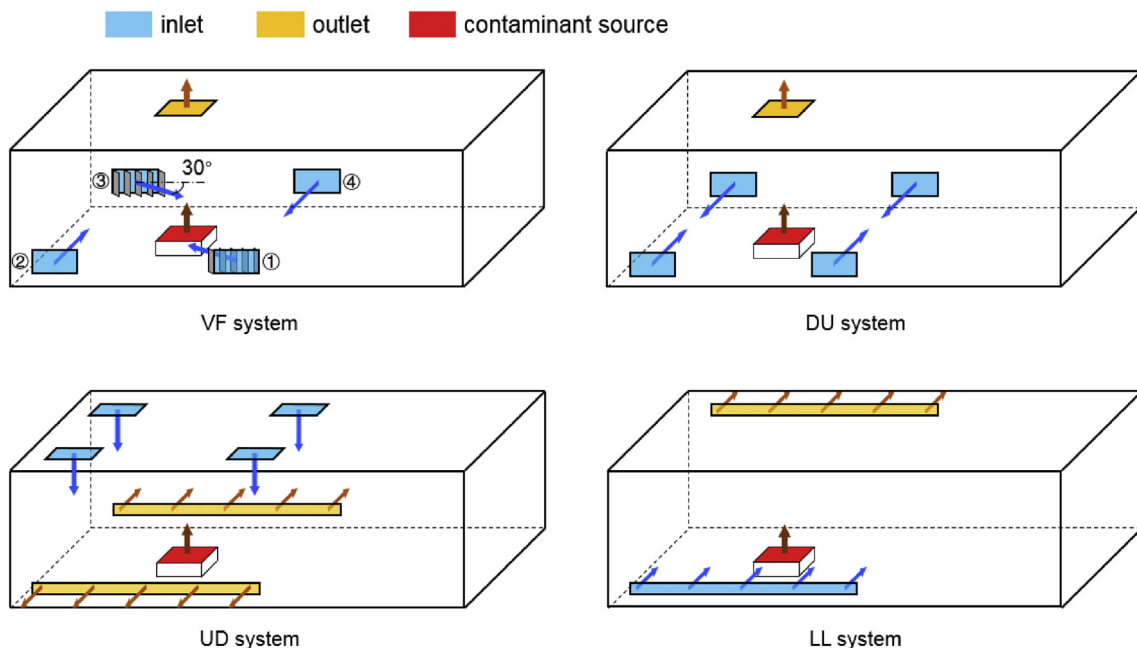 inlet outlet contaminant source
③ 30° ④
② ①
VF system DU system
UD system LL system